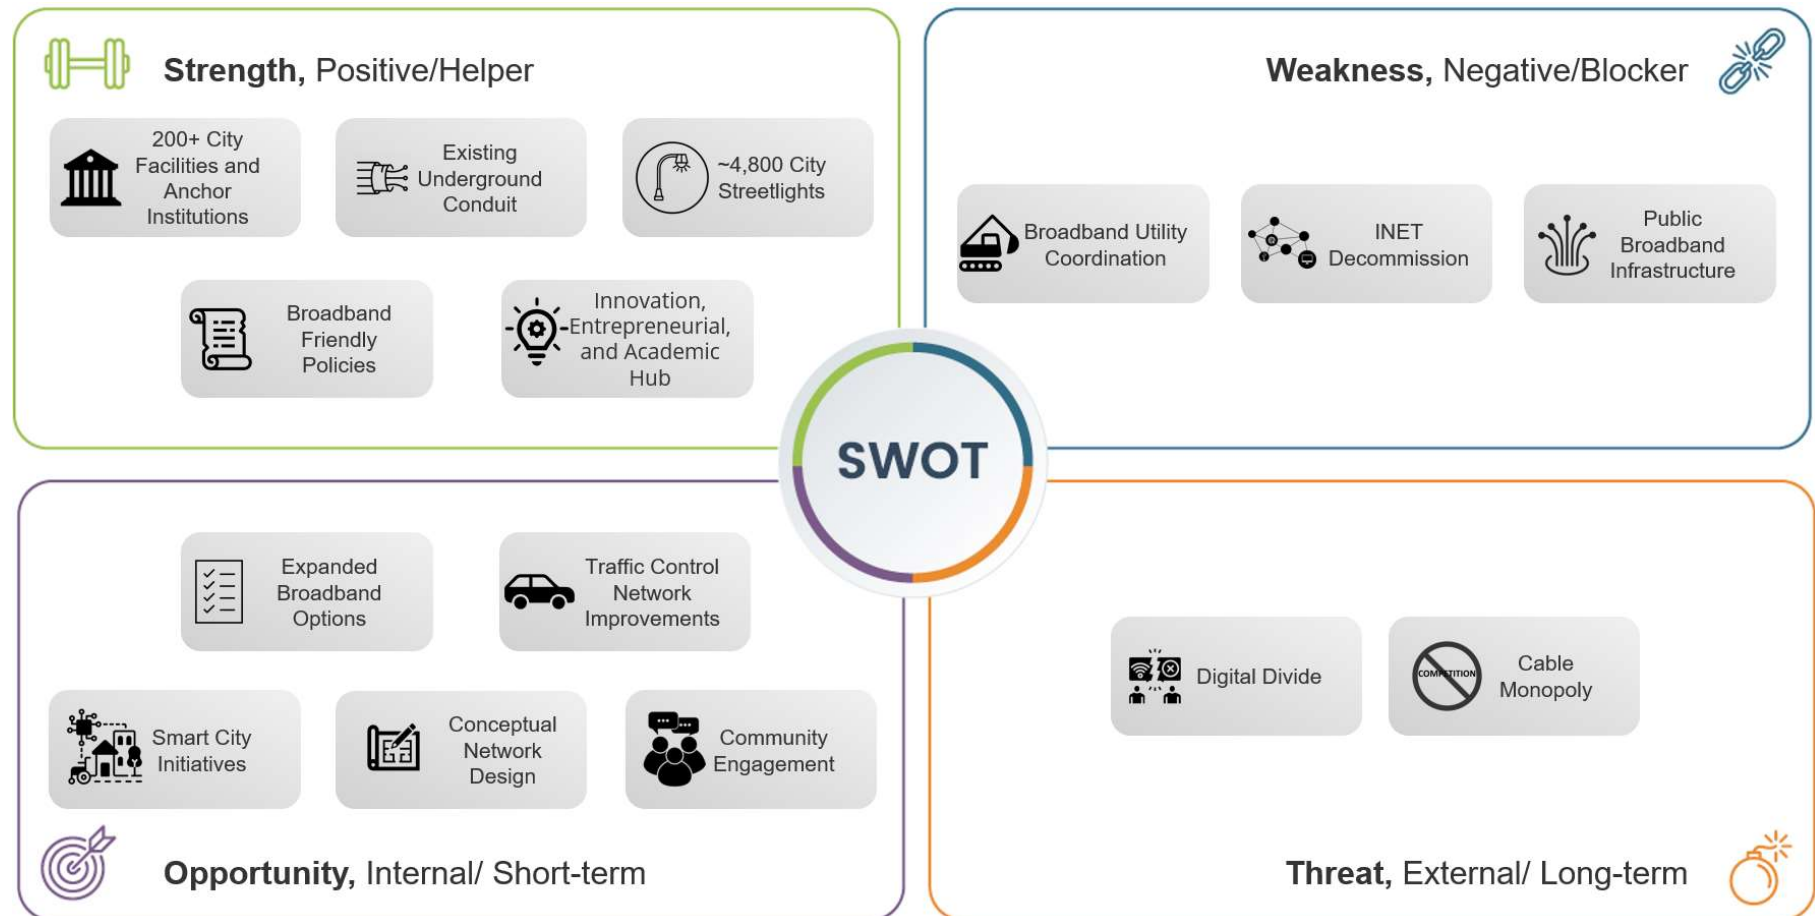 Strength, Positive/Helper
200+ City
Facilities and
Anchor
Institutions
Existing
Underground
Conduit
~4,800 City
Streetlights
Broadband
Friendly
Policies
Innovation,
Entrepreneurial,
and Academic
Hub
Weakness, Negative/Blocker
Broadband Utility
Coordination
INET
Decommission
Public
Broadband
Infrastructure
SWOT
Expanded
Broadband
Options
Traffic Control
Network
Improvements
Smart City
Initiatives
Conceptual
Network
Design
Community
Engagement
Opportunity, Internal/ Short-term
Digital Divide
COMPETITION
Cable
Monopoly
Threat, External/ Long-term